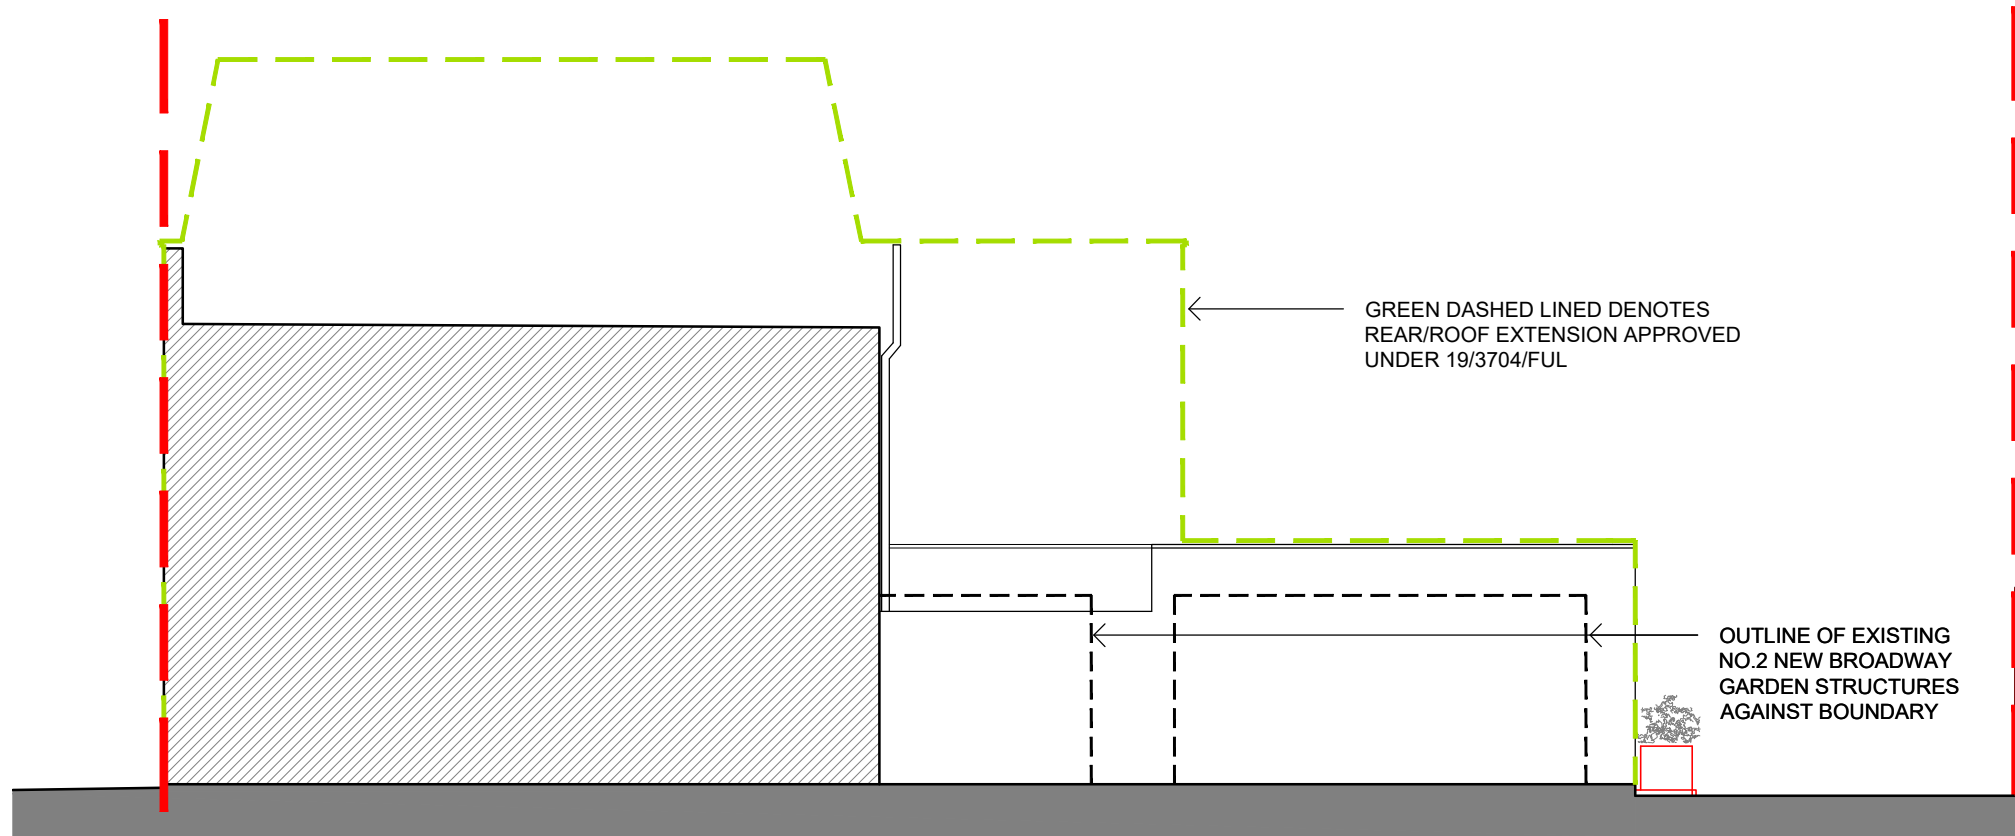 GREEN DASHED LINED DENOTES
REAR/ROOF EXTENSION APPROVED
UNDER 19/3704/FUL
OUTLINE OF EXISTING
NO.2 NEW BROADWAY
GARDEN STRUCTURES
AGAINST BOUNDARY